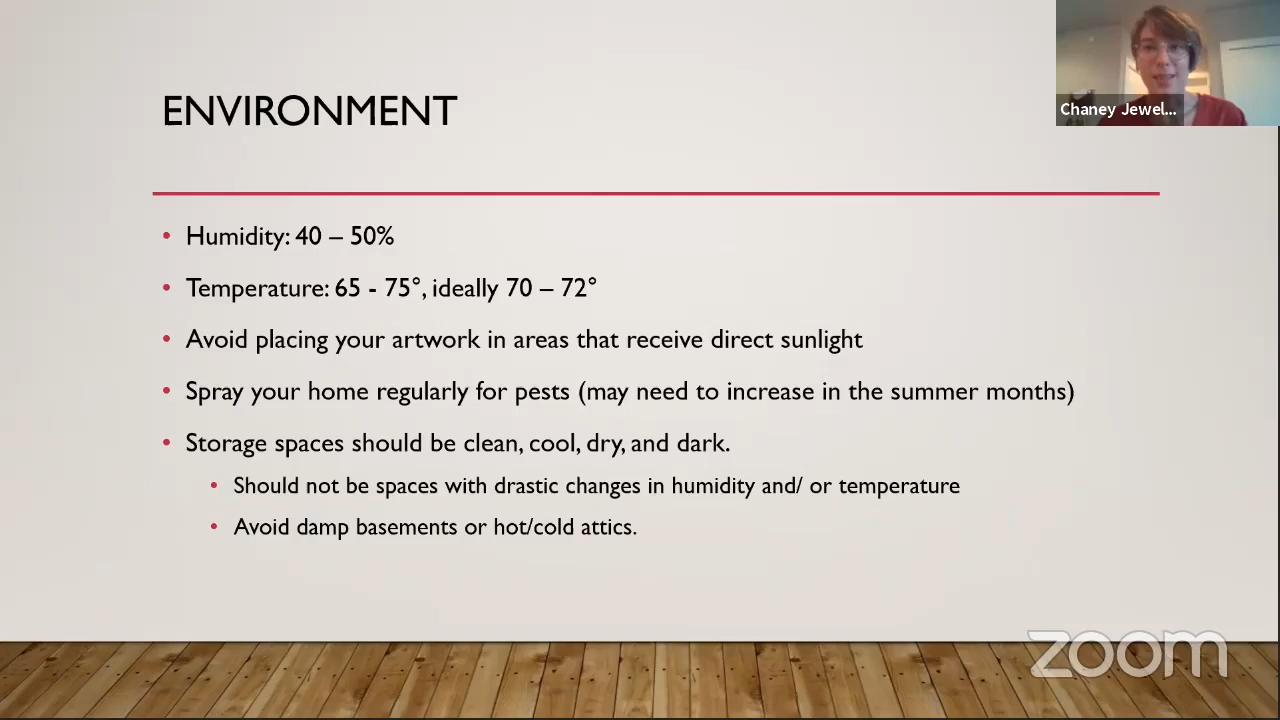 ENVIRONMENT
Chaney Jewel...
• Humidity: 40 – 50%
• Temperature: 65 - 75°, ideally 70 – 72°
• Avoid placing your artwork in areas that receive direct sunlight
• Spray your home regularly for pests (may need to increase in the summer months)
• Storage spaces should be clean, cool, dry, and dark.
• Should not be spaces with drastic changes in humidity and/ or temperature
• Avoid damp basements or hot/cold attics.
zoom